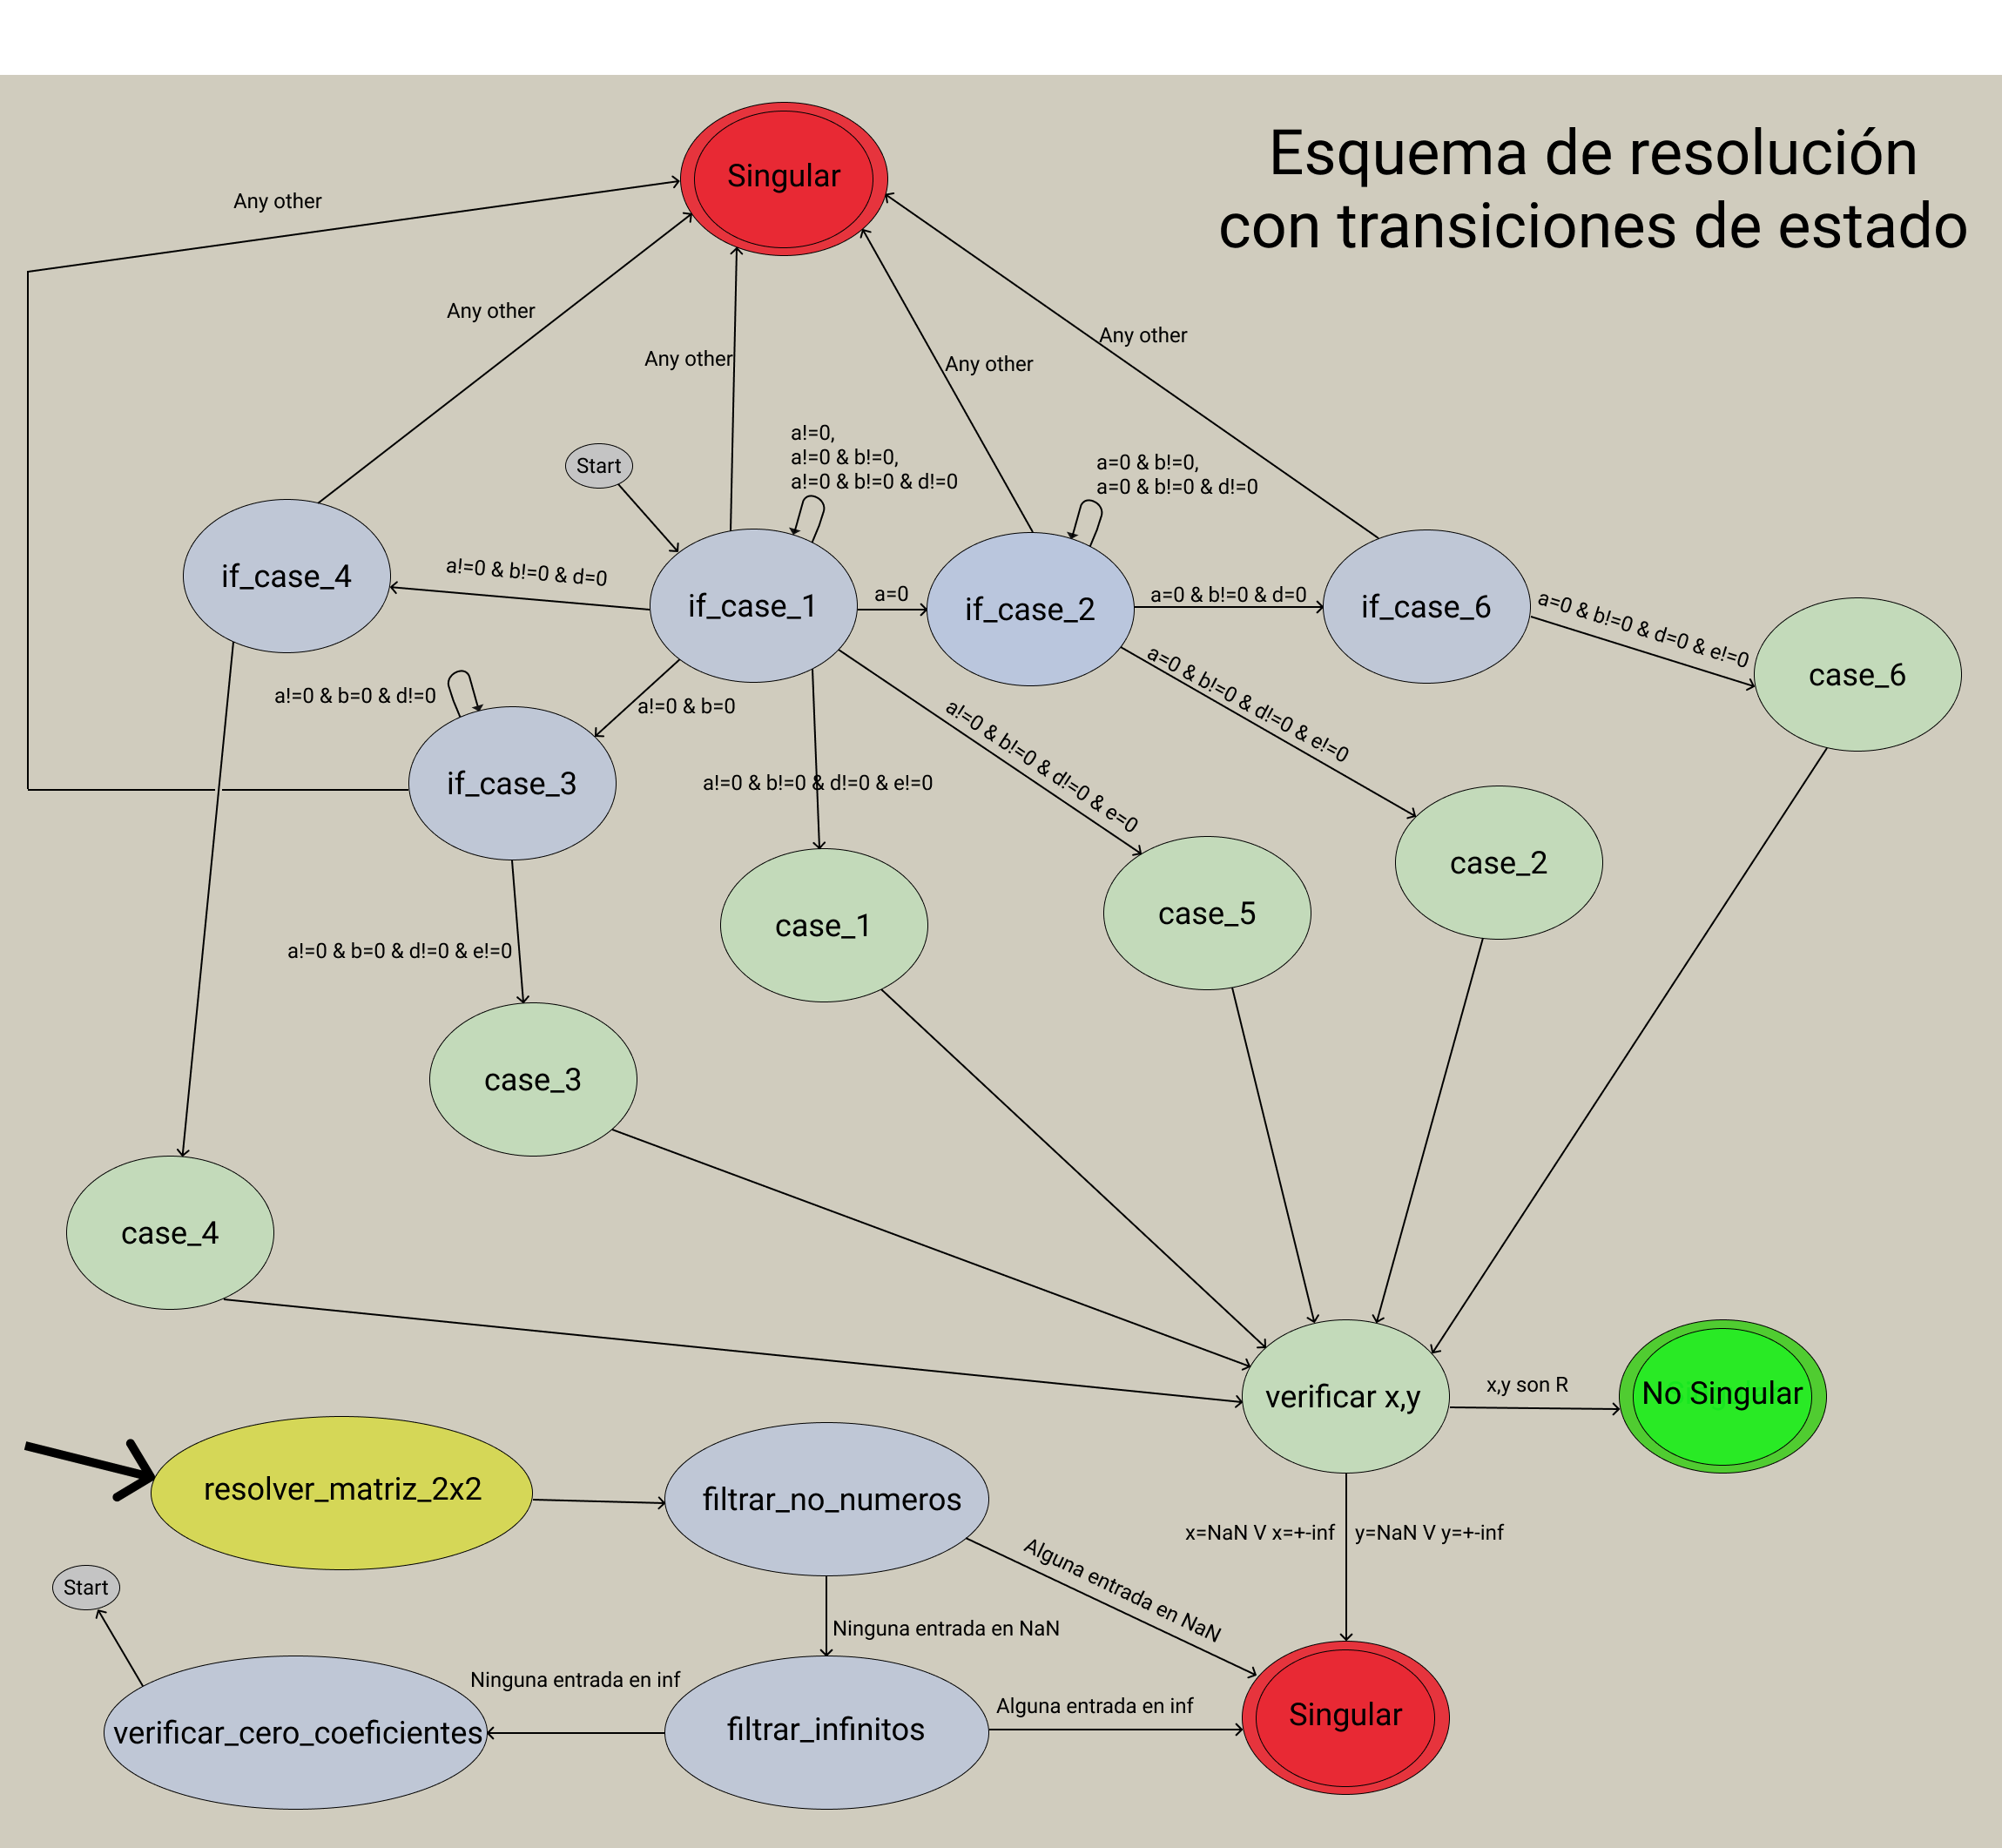 Esquema de resolución
con transiciones de estado
Singular
Any other
Any other
Any other
Any other
Any other
a!=0,
a!=0 & b!=0,
a!=0 & b!=0 & d!=0
a=0 & b!=0,
a=0 & b!=0 & d!=0
Start
if_case_4
a!=0 & b!=0 & d=0
if_case_1
a=0
if_case_2
a=0 & b!=0 & d=0
if_case_6
a=0 & b!=0 & d=0 & e!=0
case_6
a!=0 & b=0 & d!=0
a!=0 & b=0
a!=0 & b!=0 & d!=0 & e=0
a=0 & b!=0 & d!=0 & e!=0
if_case_3
a!=0 & b!=0 & d!=0 & e!=0
case_2
case_1
case_5
a!=0 & b=0 & d!=0 & e!=0
case_3
case_4
verificar x,y
x,y son R
No Singular
resolver_matriz_2x2
filtrar_no_numeros
x=NaN V x=+-inf
y=NaN V y=+-inf
Alguna entrada en NaN
Start
Ninguna entrada en NaN
Ninguna entrada en inf
Alguna entrada en inf
verificar_cero_coeficientes
filtrar_infinitos
Singular